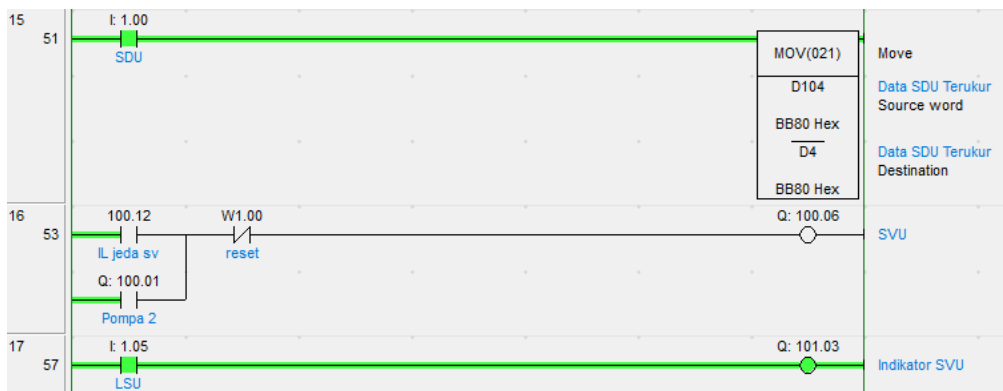 15
51
I: 1.00
SDU
MOV(021)
Move
D104
Data SDU Terukur
Source word
BB80 Hex
D4
Data SDU Terukur
Destination
BB80 Hex
16
53
100.12
W1.00
Q: 100.06
SVU
IL jeda sv
reset
Q: 100.01
Pompa 2
17
57
I: 1.05
Q: 101.03
Indikator SVU
LSU